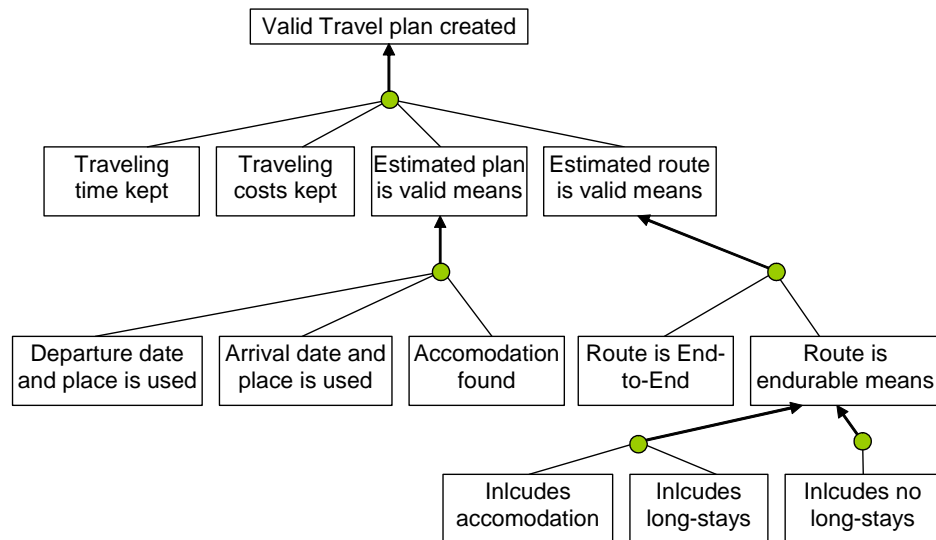 Valid Travel plan created
Traveling
time kept
Traveling
costs kept
Estimated plan
is valid means
Estimated route
is valid means
Departure date
and place is used
Arrival date and
place is used
Accomodation
found
Route is End-
to-End
Route is
endurable means
Inlcudes
accomodation
Inlcudes
long-stays
Inlcudes no
long-stays